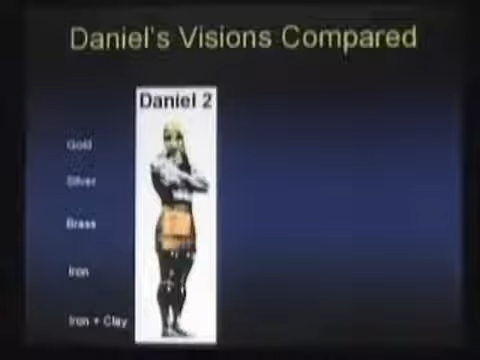 Daniel's Visions Compared
Daniel 2
Gold
Silver
Brass
Iron
Iron + Clay